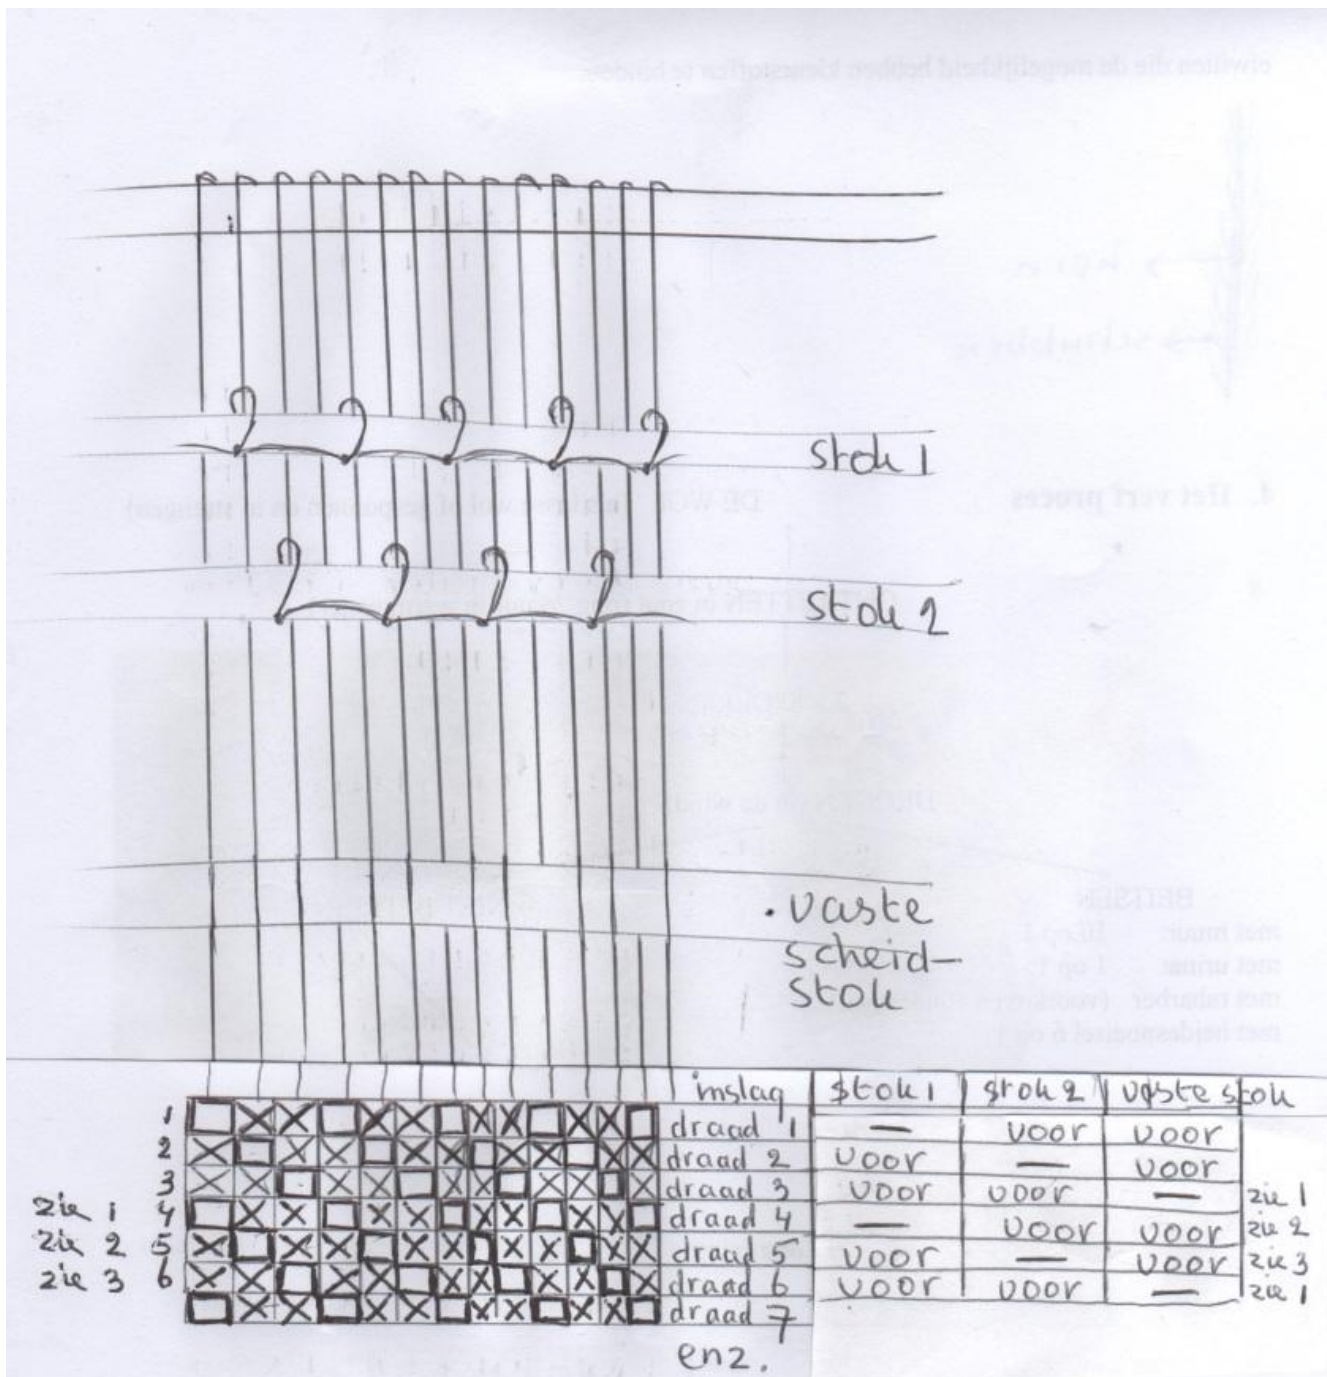 stok 1
stok 2
vaste
scheid-
stok
inslag stok 1 stok 2 vaste stok
1 draad 1 — voor voor
2 draad 2 voor — voor
3 draad 3 voor voor — zie 1
zie 1 4 draad 4 — voor voor zie 2
zie 2 5 draad 5 voor — voor zie 3
zie 3 6 draad 6 voor voor — zie 1
draad 7
enz.